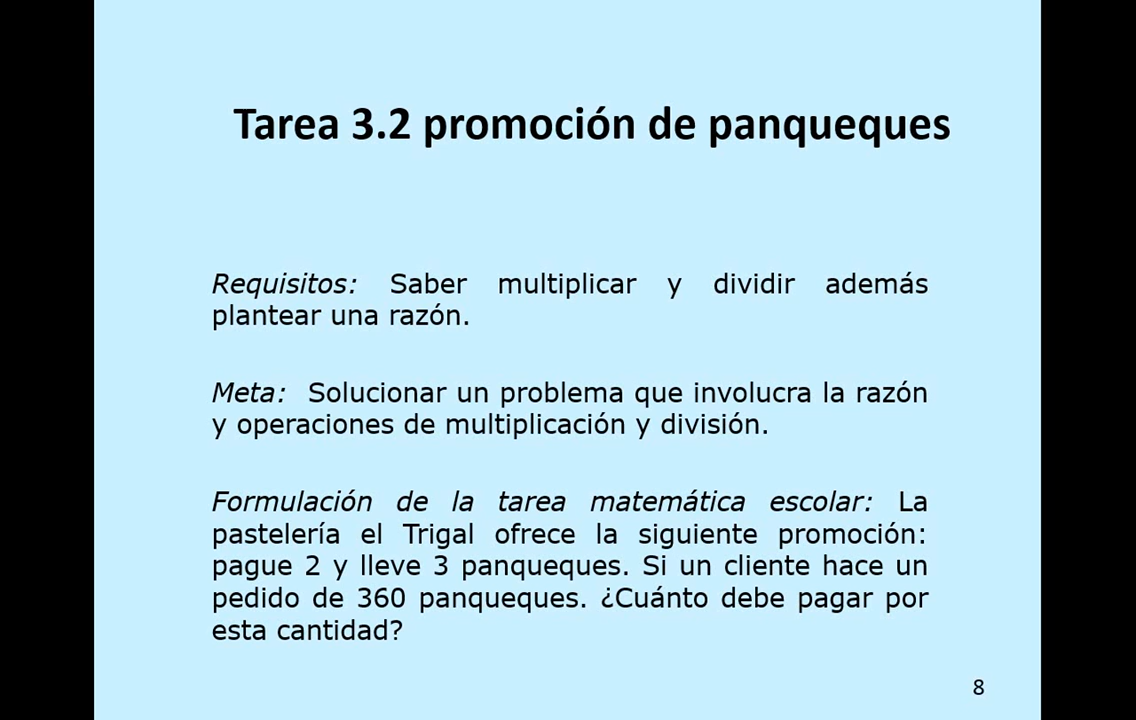 Tarea 3.2 promoción de panqueques
Requisitos: Saber multiplicar y dividir además
plantear una razón.
Meta: Solucionar un problema que involucra la razón
y operaciones de multiplicación y división.
Formulación de la tarea matemática escolar: La
pastelería el Trigal ofrece la siguiente promoción:
pague 2 y lleve 3 panqueques. Si un cliente hace un
pedido de 360 panqueques. ¿Cuánto debe pagar por
esta cantidad?
8